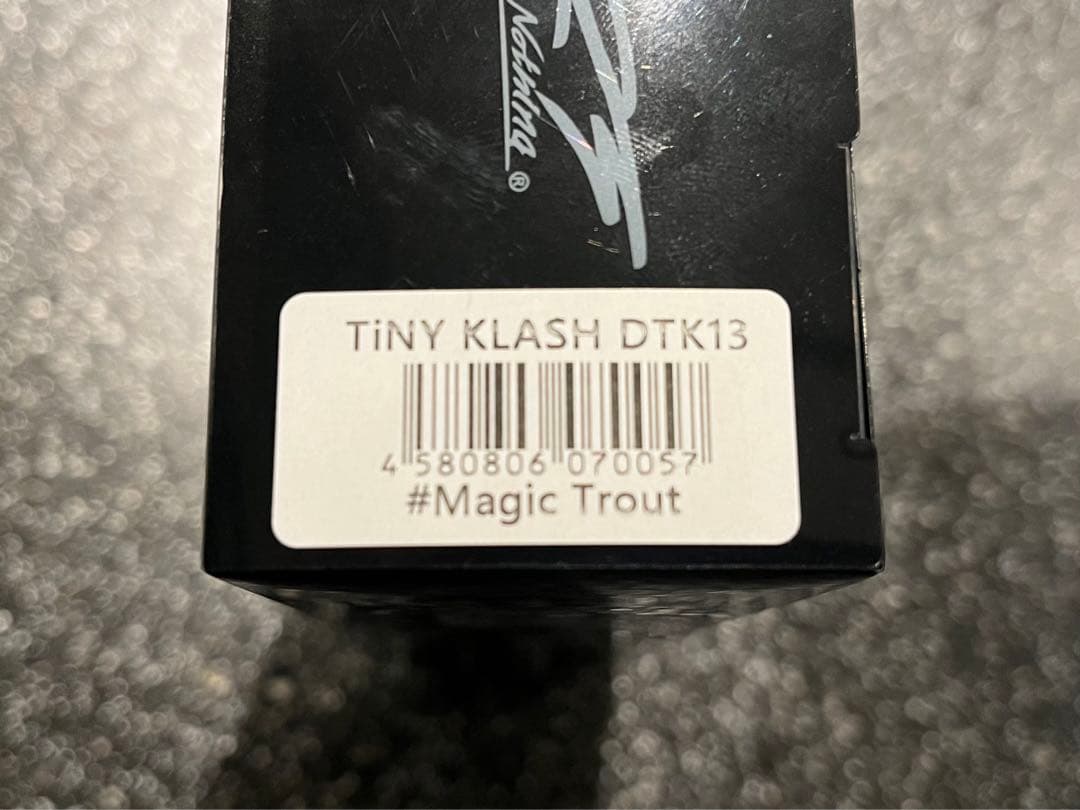 Nothing®
TiNY KLASH DTK13
4 580806 070057
#Magic Trout